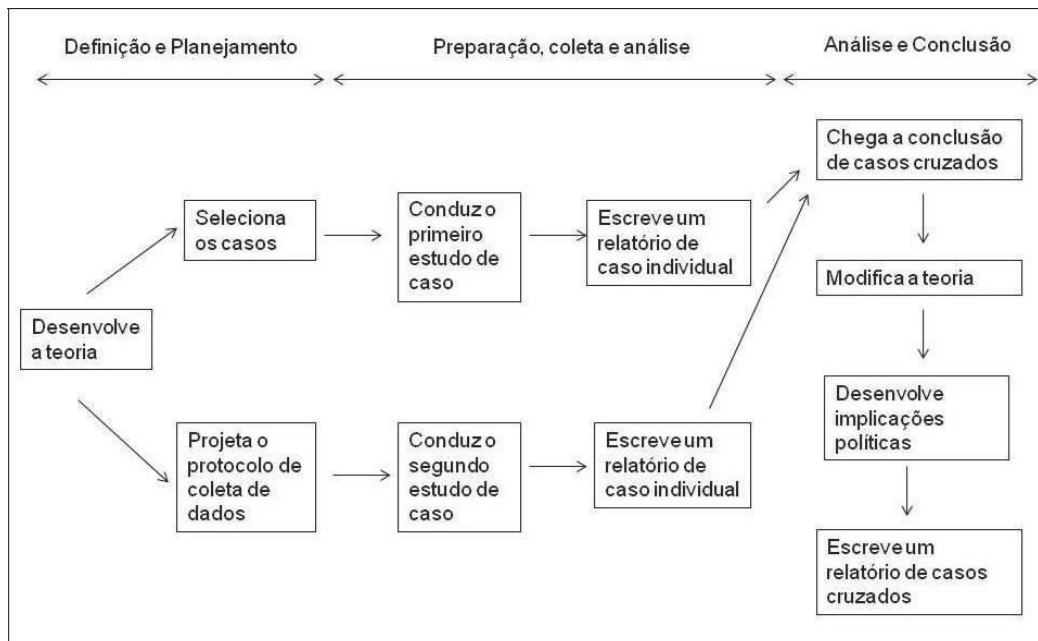 Definição e Planejamento
Preparação, coleta e análise
Análise e Conclusão
Desenvolve
a teoria
Seleciona
os casos
Conduz o
primeiro
estudo de
caso
Escreve um
relatório de
caso individual
Projeta o
protocolo de
coleta de
dados
Conduz o
segundo
estudo de
caso
Escreve um
relatório de
caso individual
Chega a conclusão
de casos cruzados
Modifica a teoria
Desenvolve
implicações
políticas
Escreve um
relatório de casos
cruzados